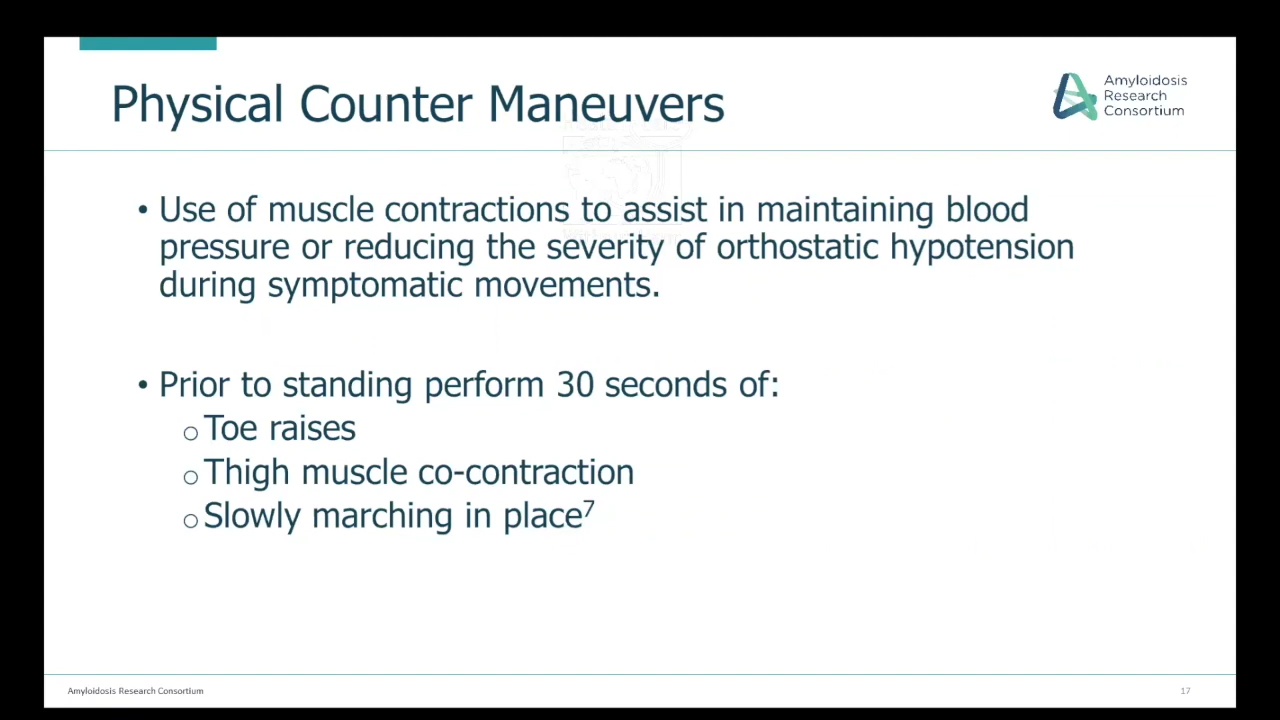 Physical Counter Maneuvers
Amyloidosis
Research
Consortium
• Use of muscle contractions to assist in maintaining blood
pressure or reducing the severity of orthostatic hypotension
during symptomatic movements.
• Prior to standing perform 30 seconds of:
o Toe raises
o Thigh muscle co-contraction
o Slowly marching in place⁷
Amyloidosis Research Consortium
17